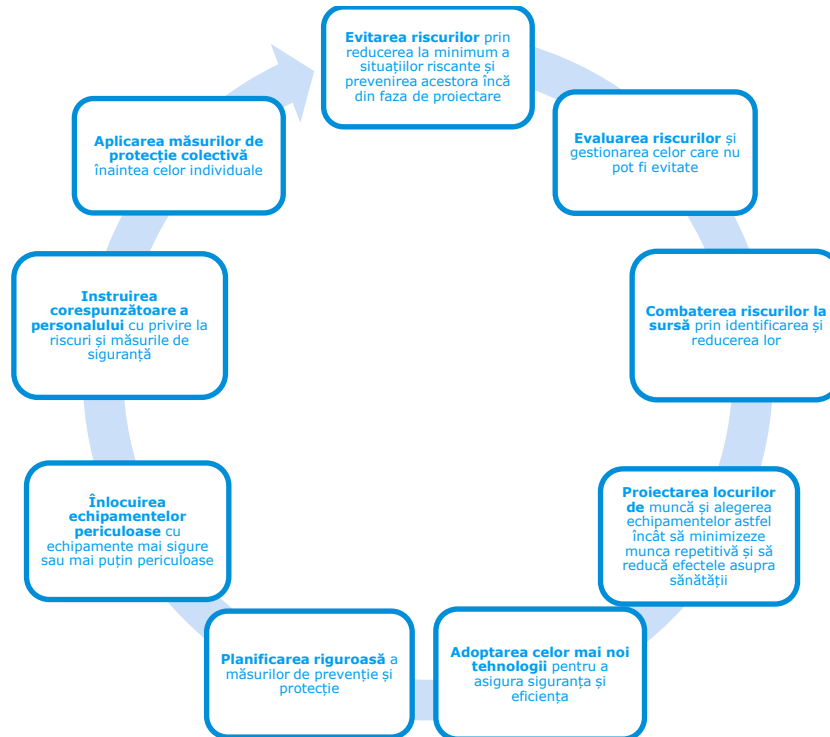 Evitarea riscurilor prin
reducerea la minimum a
situațiilor riscante și
prevenirea acestora încă
din faza de proiectare
Evaluarea riscurilor și
gestionarea celor care nu
pot fi evitate
Combaterea riscurilor la
sursă prin identificarea și
reducerea lor
Proiectarea locurilor
de muncă și alegerea
echipamentelor astfel
încât să minimizeze
munca repetitivă și să
reducă efectele asupra
sănătății
Adoptarea celor mai noi
tehnologii pentru a
asigura siguranța și
eficiența
Planificarea riguroasă a
măsurilor de prevenție și
protecție
Înlocuirea
echipamentelor
periculoase cu
echipamente mai sigure
sau mai puțin periculoase
Instruirea
corespunzătoare a
personalului cu privire la
riscuri și măsurile de
siguranță
Aplicarea măsurilor de
protecție colectivă
înaintea celor individuale